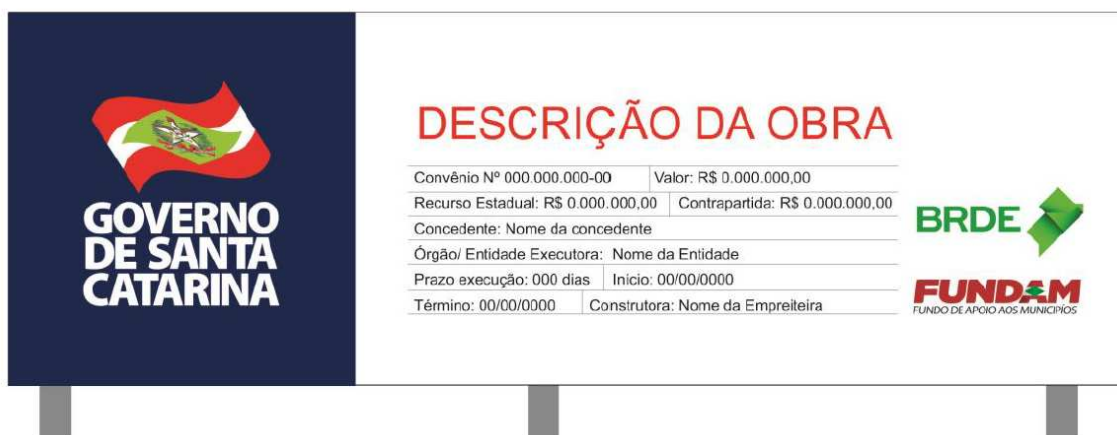 GOVERNO
DE SANTA
CATARINA
DESCRIÇÃO DA OBRA
Convênio Nº 000.000.000-00 Valor: R$ 0.000.000,00
Recurso Estadual: R$ 0.000.000,00 Contrapartida: R$ 0.000.000,00
Concedente: Nome da concedente
Órgão/ Entidade Executora: Nome da Entidade
Prazo execução: 000 dias Início: 00/00/0000
Término: 00/00/0000 Construtora: Nome da Empreiteira
BRDE
FUNDAM
FUNDO DE APOIO AOS MUNICÍPIOS